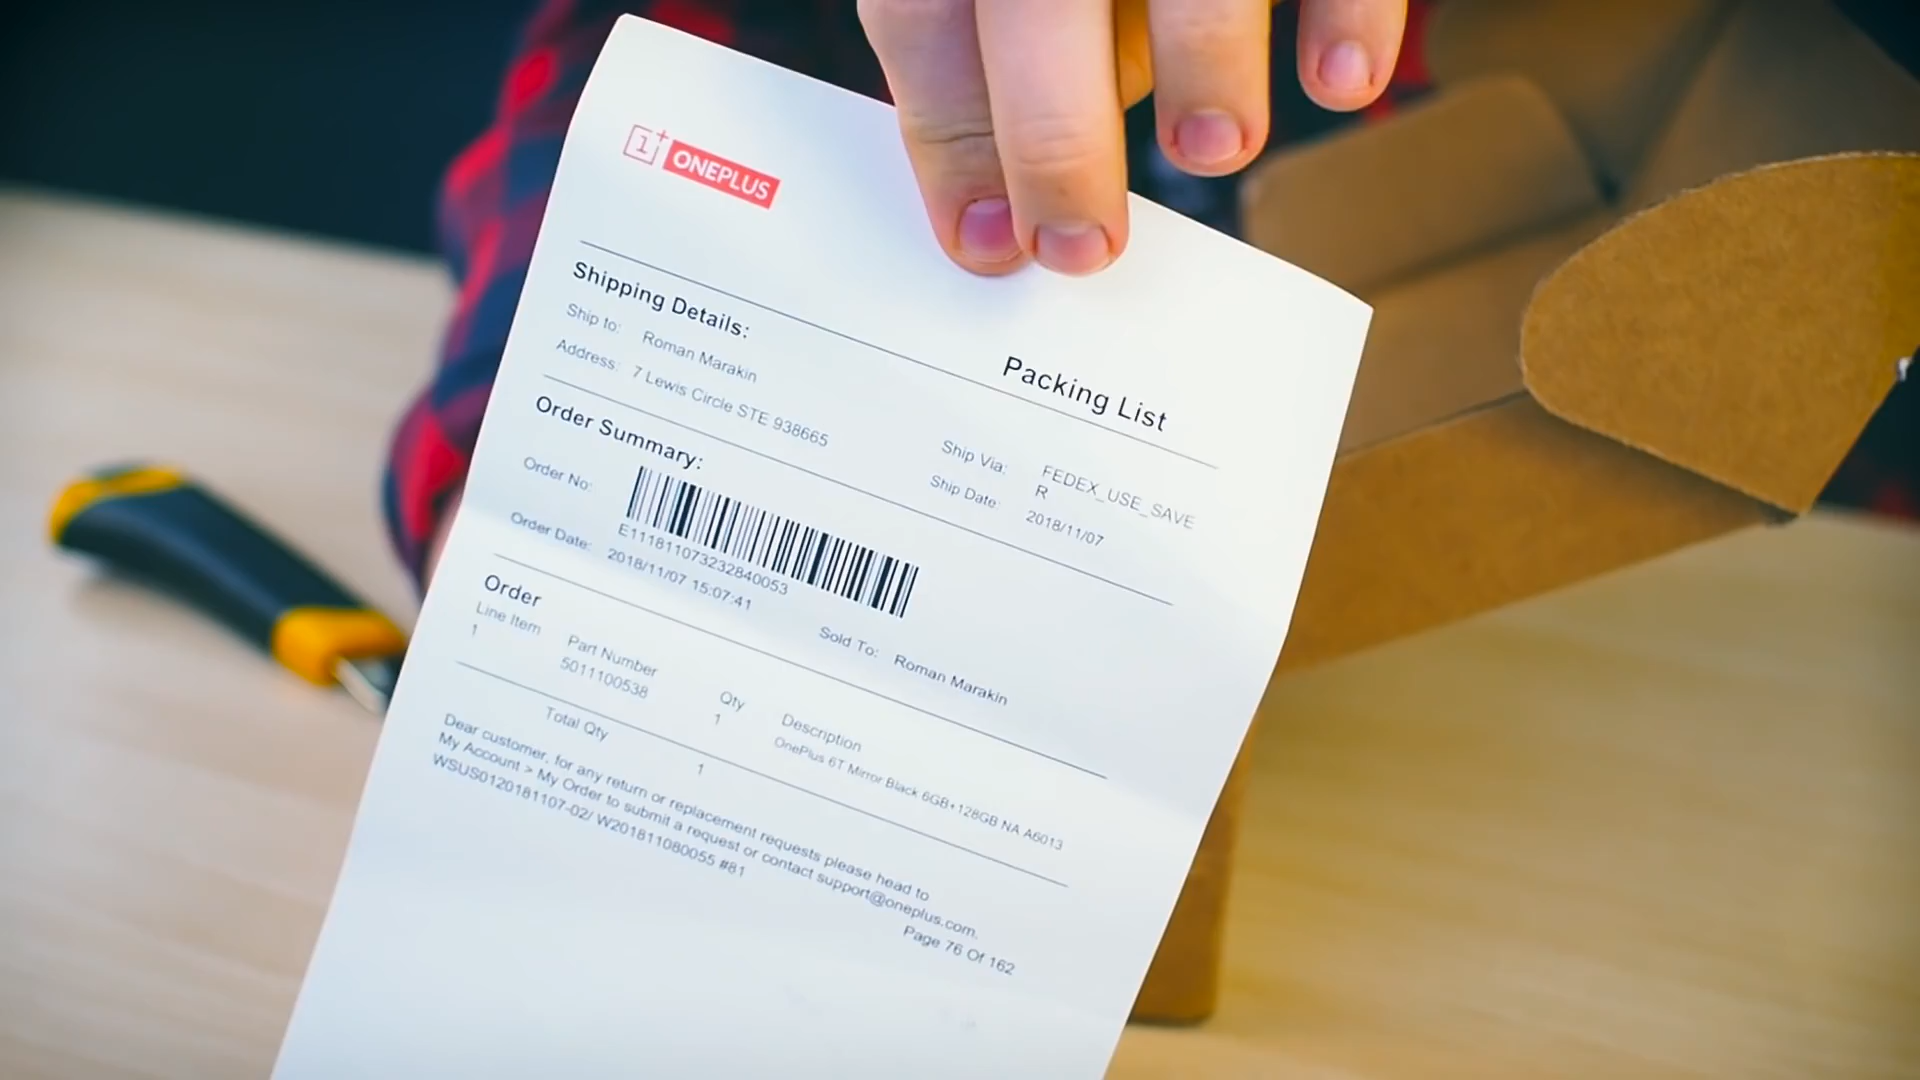 1+ ONEPLUS
Packing List
Shipping Details:
Ship to: Roman Marakin
Address: 7 Lewis Circle STE 938665
Ship Via: FEDEX_USE_SAVE
R
Ship Date: 2018/11/07
Order Summary:
Order No:
E111811073232840053
Order Date: 2018/11/07 15:07:41
Sold To: Roman Marakin
Order
Line Item Part Number Qty Description
1 5011100538 1 OnePlus 6T Mirror Black 6GB+128GB NA A6013
Total Qty 1
Dear customer, for any return or replacement requests please head to
My Account > My Order to submit a request or contact support@oneplus.com.
WSUS0120181107-02/ W201811080055 #81
Page 76 Of 162